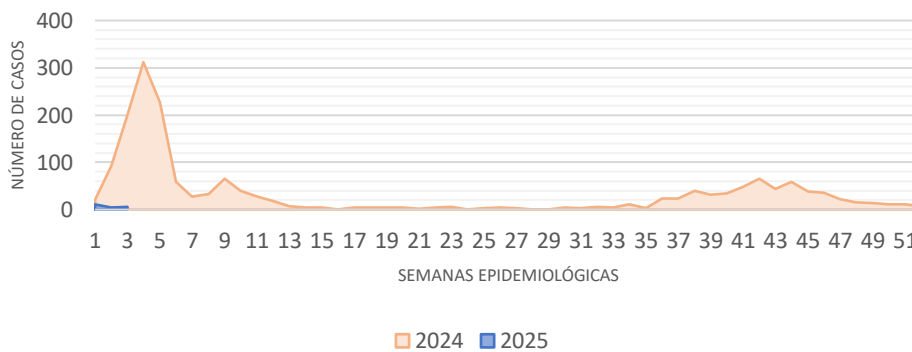 400
300
200
100
0
NÚMERO DE CASOS
1 3 5 7 9 11 13 15 17 19 21 23 25 27 29 31 33 35 37 39 41 43 45 47 49 51
SEMANAS EPIDEMIOLÓGICAS
2024 2025